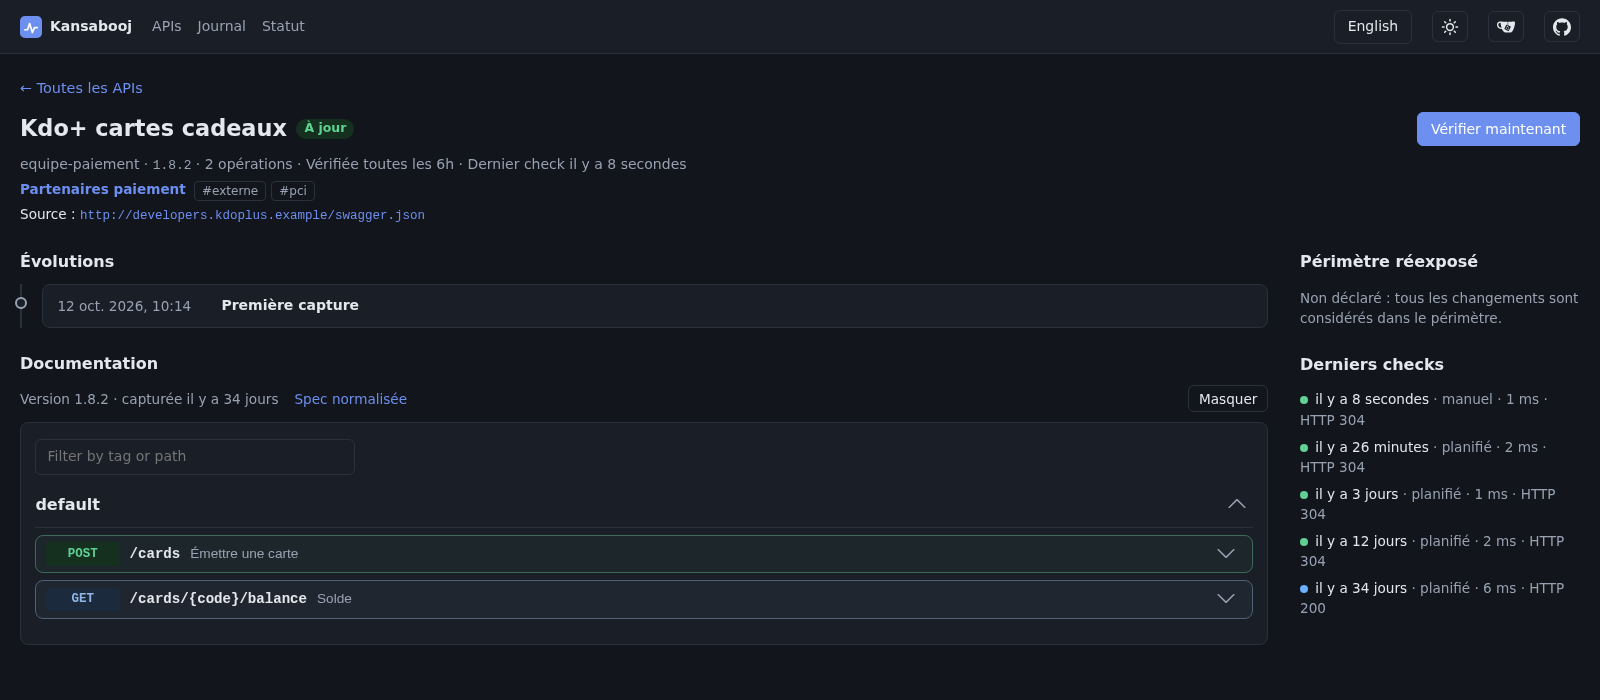 Kansabooj APIs Journal Statut English
← Toutes les APIs
Kdo+ cartes cadeaux À jour
Vérifier maintenant
equipe-paiement · 1.8.2 · 2 opérations · Vérifiée toutes les 6h · Dernier check il y a 8 secondes
Partenaires paiement #externe #pci
Source : http://developers.kdoplus.example/swagger.json
Évolutions
12 oct. 2026, 10:14 Première capture
Documentation
Version 1.8.2 · capturée il y a 34 jours Spec normalisée Masquer
Filter by tag or path
default
POST /cards Émettre une carte
GET /cards/{code}/balance Solde
Périmètre réexposé
Non déclaré : tous les changements sont
considérés dans le périmètre.
Derniers checks
il y a 8 secondes · manuel · 1 ms ·
HTTP 304
il y a 26 minutes · planifié · 2 ms ·
HTTP 304
il y a 3 jours · planifié · 1 ms · HTTP
304
il y a 12 jours · planifié · 2 ms · HTTP
304
il y a 34 jours · planifié · 6 ms · HTTP
200